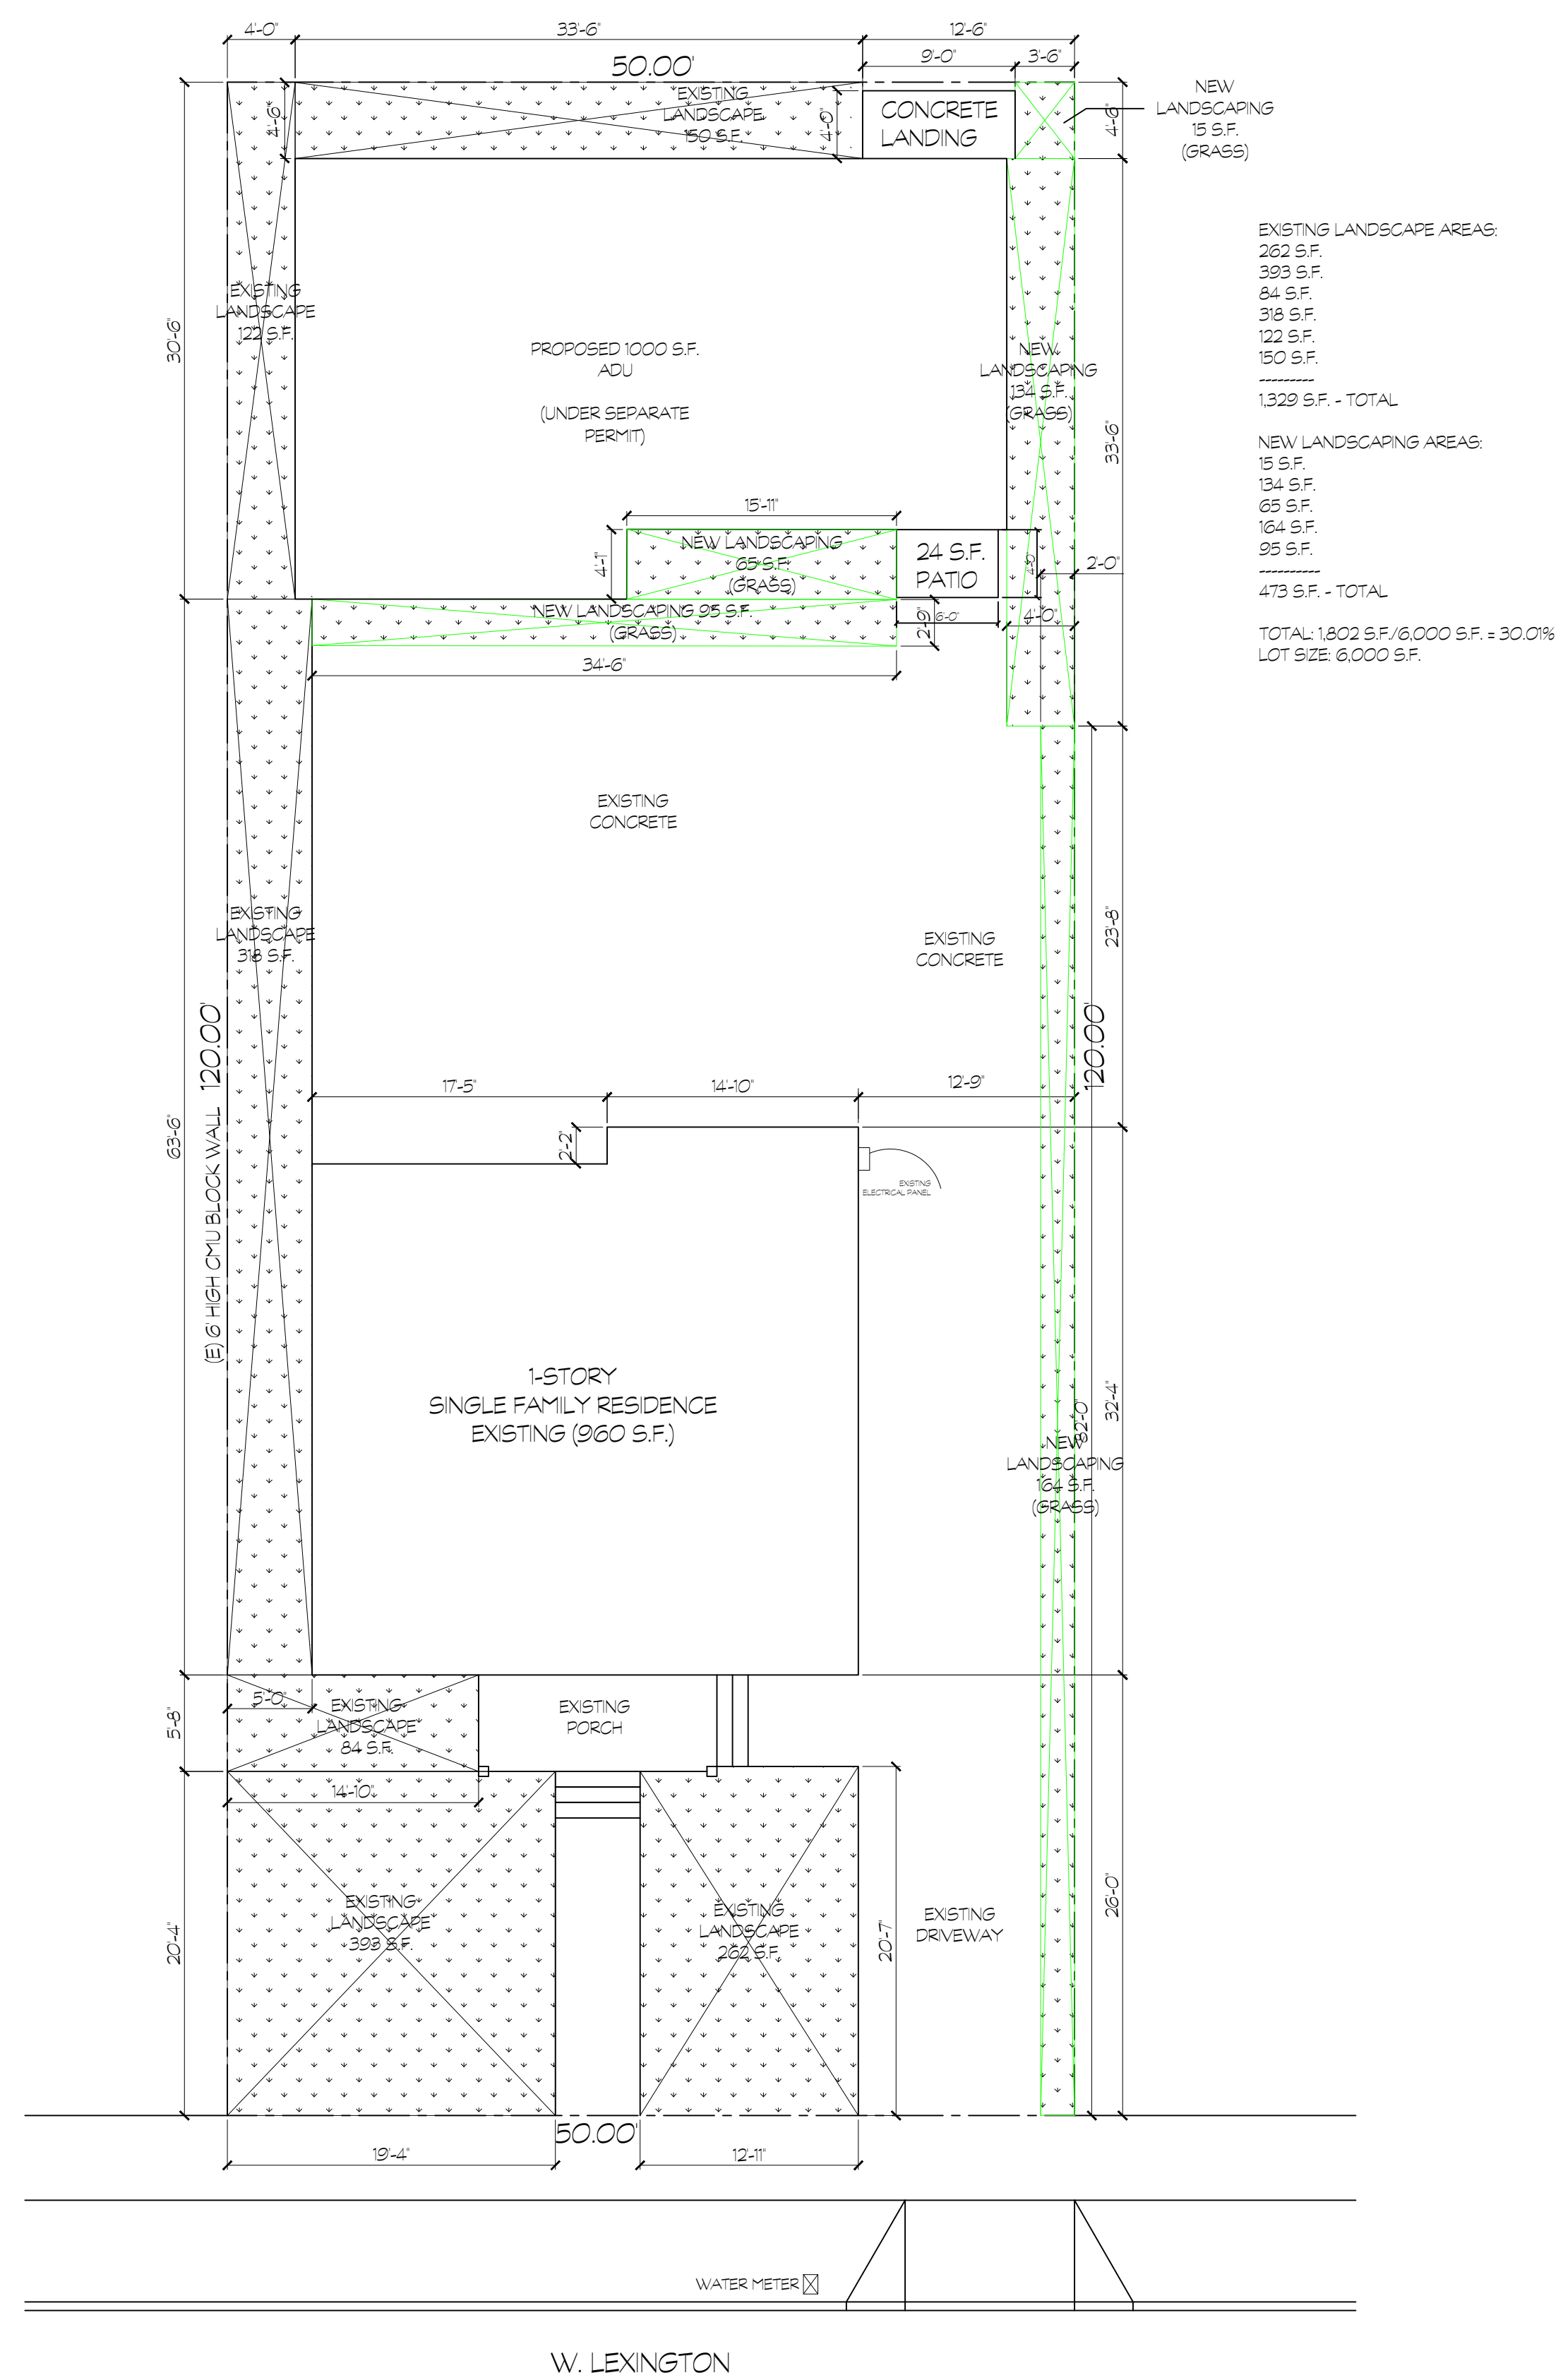 4'-0"
33'-6"
12'-6"
9'-0"
3'-6"
50.00'
4'-6"
EXISTING
LANDSCAPE
150 S.F.
4'-0"
CONCRETE
LANDING
4'-6"
NEW
LANDSCAPING
15 S.F.
(GRASS)
EXISTING LANDSCAPE AREAS:
262 S.F.
393 S.F.
84 S.F.
318 S.F.
122 S.F.
150 S.F.
---------
1,329 S.F. - TOTAL
NEW LANDSCAPING AREAS:
15 S.F.
134 S.F.
65 S.F.
164 S.F.
95 S.F.
----------
473 S.F. - TOTAL
TOTAL: 1,802 S.F./6,000 S.F. = 30.01%
LOT SIZE: 6,000 S.F.
30'-6"
EXISTING
LANDSCAPE
122 S.F.
PROPOSED 1000 S.F.
ADU
(UNDER SEPARATE
PERMIT)
NEW
LANDSCAPING
134 S.F.
(GRASS)
33'-6"
15'-11"
4'-1"
NEW LANDSCAPING
65 S.F.
(GRASS)
24 S.F.
PATIO
4'-0"
2'-0"
NEW LANDSCAPING 95 S.F.
(GRASS)
2'-9"
6'-0"
4'-0"
34'-6"
EXISTING
CONCRETE
EXISTING
LANDSCAPE
318 S.F.
EXISTING
CONCRETE
23'-8"
120.00'
120.00'
17'-5"
14'-10"
12'-9"
63'-6"
(E) 6' HIGH CMU BLOCK WALL
2'-2"
EXISTING
ELECTRICAL PANEL
1-STORY
SINGLE FAMILY RESIDENCE
EXISTING (960 S.F.)
82'-0"
32'-4"
NEW
LANDSCAPING
164 S.F.
(GRASS)
5'-8"
5'-0"
EXISTING
LANDSCAPE
84 S.F.
EXISTING
PORCH
14'-10"
20'-4"
EXISTING
LANDSCAPE
393 S.F.
EXISTING
LANDSCAPE
262 S.F.
20'-7"
EXISTING
DRIVEWAY
26'-0"
50.00'
19'-4"
12'-11"
WATER METER
W. LEXINGTON